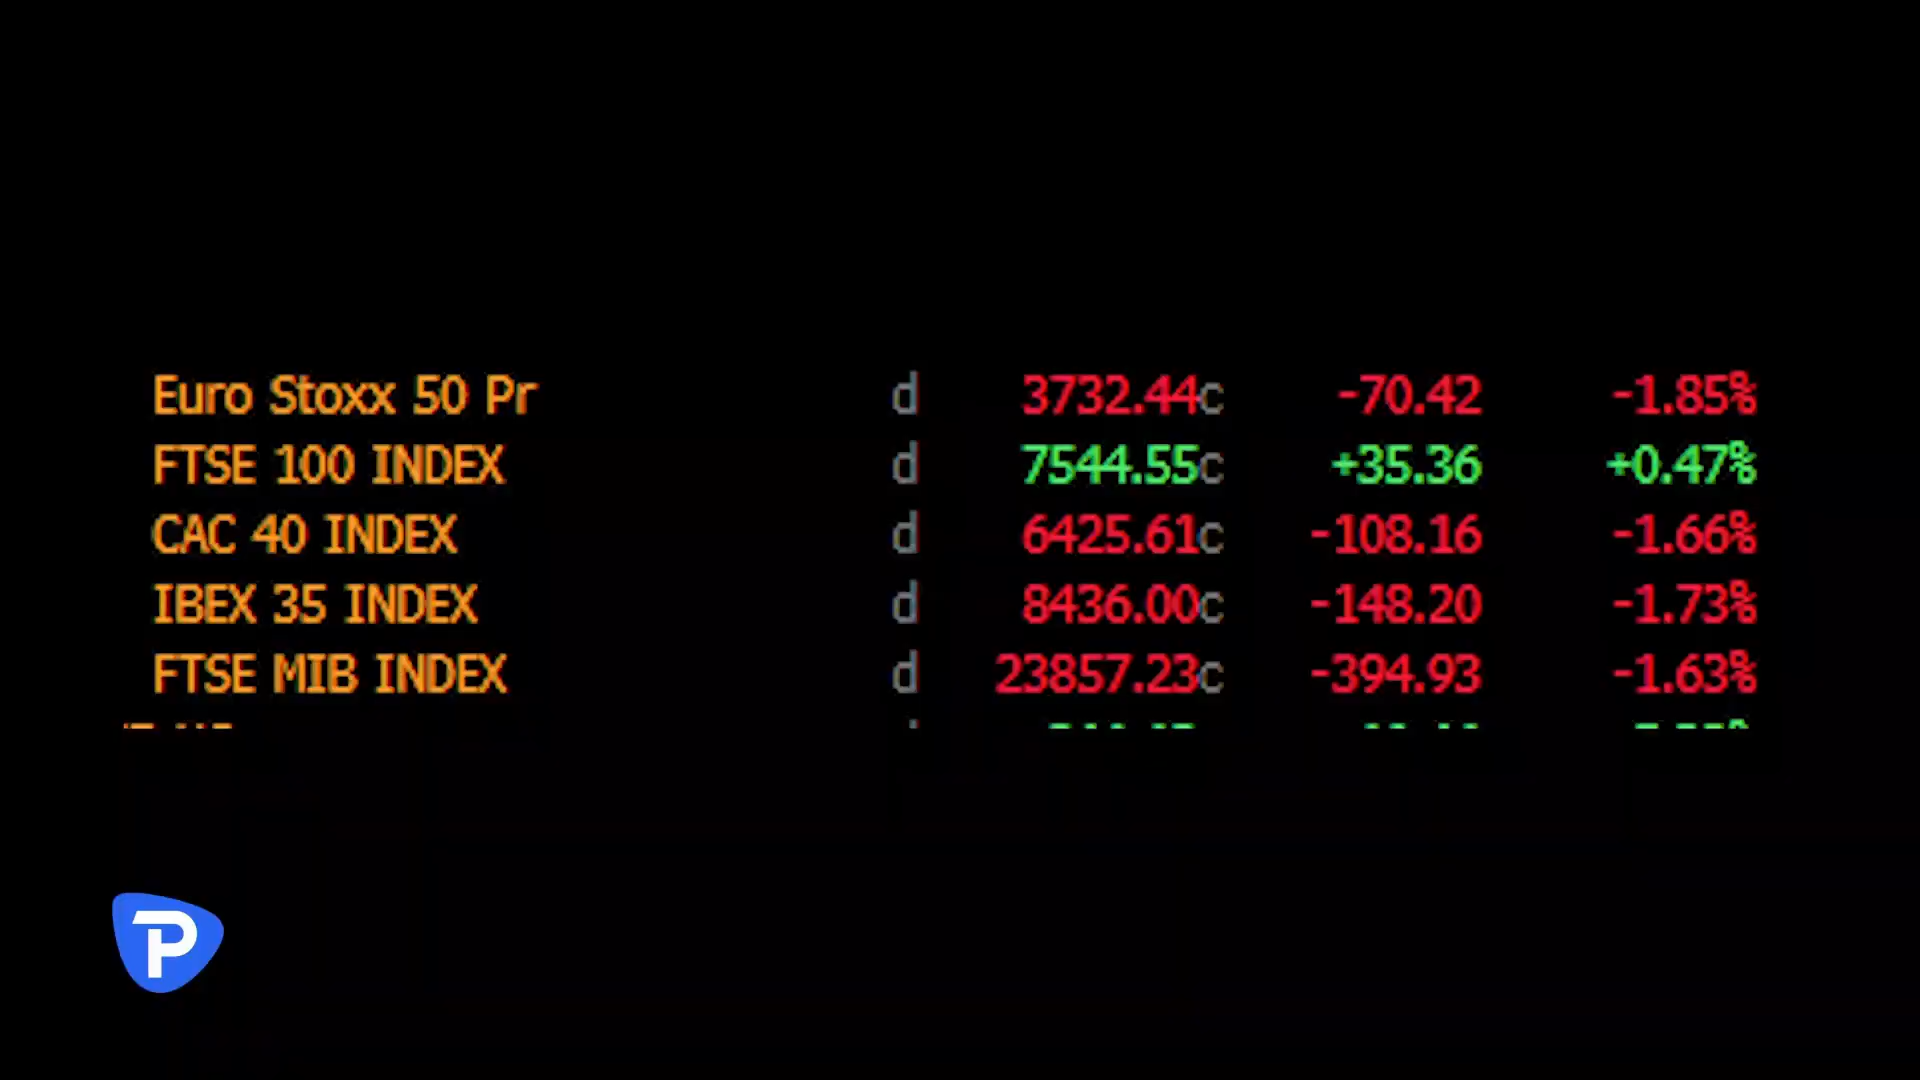 Euro Stoxx 50 Pr d 3732.44c -70.42 -1.85%
FTSE 100 INDEX d 7544.55c +35.36 +0.47%
CAC 40 INDEX d 6425.61c -108.16 -1.66%
IBEX 35 INDEX d 8436.00c -148.20 -1.73%
FTSE MIB INDEX d 23857.23c -394.93 -1.63%
P